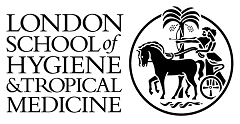 LONDON
SCHOOL of
HYGIENE
& TROPICAL
MEDICINE